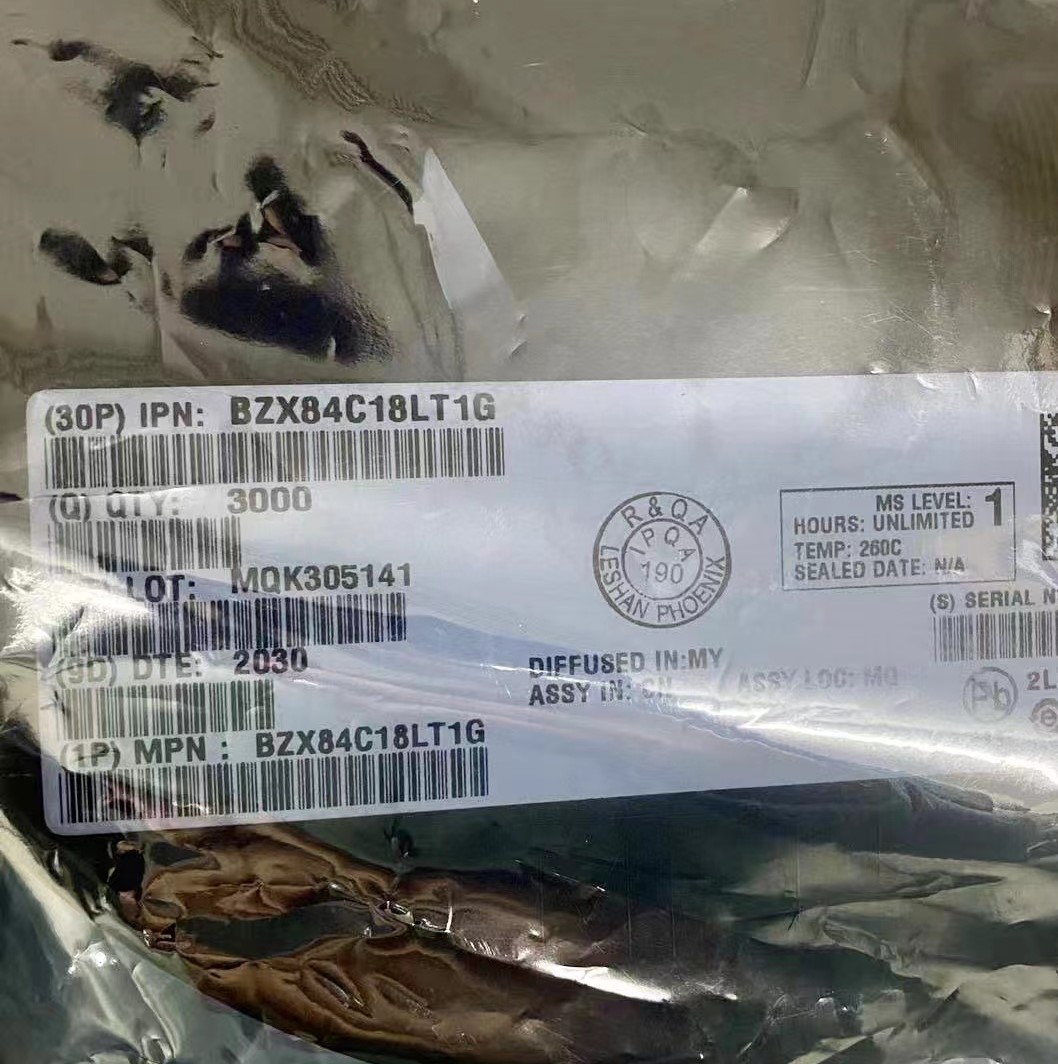 (30P) IPN: BZX84C18LT1G
(Q) QTY: 3000
LOT: MQK305141
(9D) DTE: 2030
(1P) MPN : BZX84C18LT1G
R & QA
IPQA
190
LESHAN PHOENIX
DIFFUSED IN:MY
ASSY IN: CN
ASSY LOC: MQ
MS LEVEL: 1
HOURS: UNLIMITED
TEMP: 260C
SEALED DATE: N/A
(S) SERIAL N
Pb
2L
e